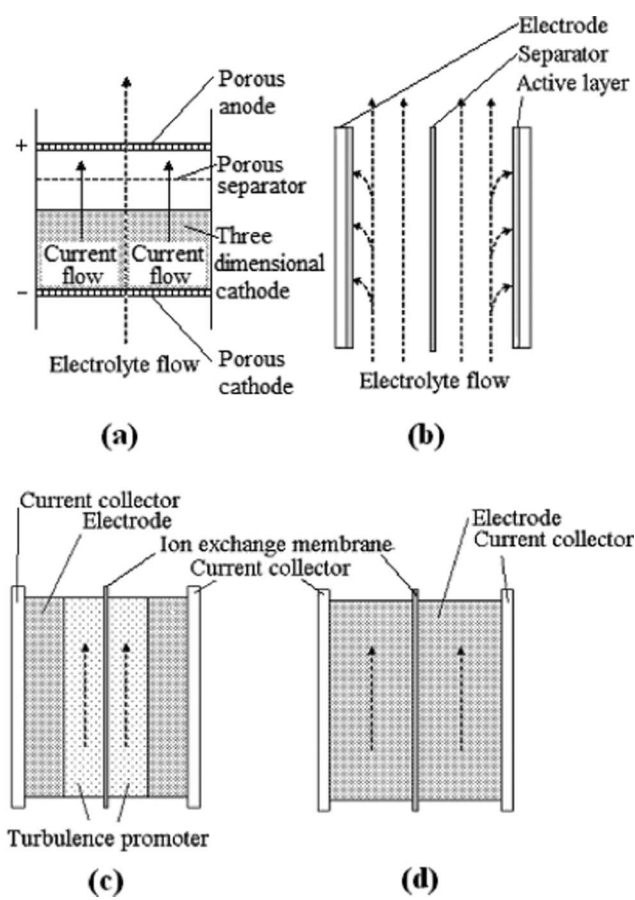 Porous
anode
+
Porous
separator
Current
flow
Current
flow
Three
dimensional
cathode
−
Electrolyte flow
Porous
cathode
(a)
Electrode
Separator
Active layer
Electrolyte flow
(b)
Current collector
Electrode
Ion exchange membrane
Current collector
Turbulence promoter
(c)
Electrode
Current collector
(d)